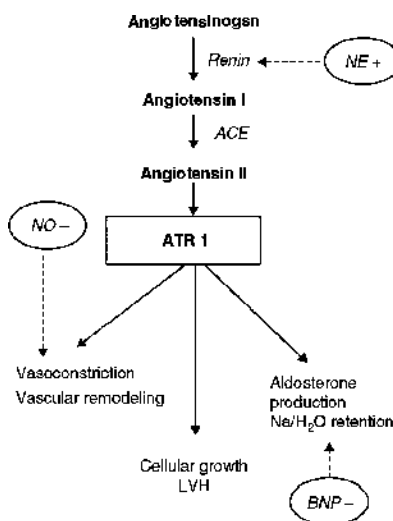 Angiotensinogsn
Renin
NE +
Angiotensin I
ACE
Angiotensin II
NO –
ATR 1
Vasoconstriction
Vascular remodeling
Aldosterone
production
Na/H₂O retention
Cellular growth
LVH
BNP –